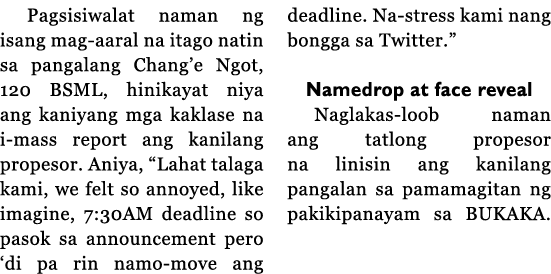 Pagsisiwalat naman ng
isang mag-aaral na itago natin
sa pangalang Chang’e Ngot,
120 BSML, hinikayat niya
ang kaniyang mga kaklase na
i-mass report ang kanilang
propesor. Aniya, “Lahat talaga
kami, we felt so annoyed, like
imagine, 7:30AM deadline so
pasok sa announcement pero
‘di pa rin namo-move ang
deadline. Na-stress kami nang
bongga sa Twitter.”
Namedrop at face reveal
Naglakas-loob naman
ang tatlong propesor
na linisin ang kanilang
pangalan sa pamamagitan ng
pakikipanayam sa BUKAKA.